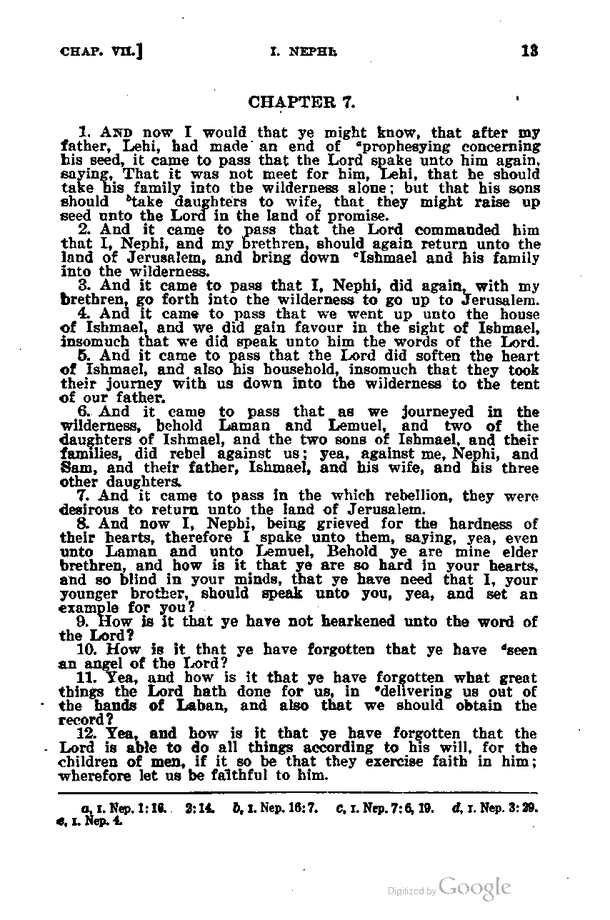 CHAP. VII.] I. NEPHI. 13
CHAPTER 7.
1. AND now I would that ye might know, that after my
father, Lehi, had made an end of ᵃprophesying concerning
his seed, it came to pass that the Lord spake unto him again,
saying, That it was not meet for him, Lehi, that he should
take his family into the wilderness alone; but that his sons
should ᵇtake daughters to wife, that they might raise up
seed unto the Lord in the land of promise.
2. And it came to pass that the Lord commanded him
that I, Nephi, and my brethren, should again return unto the
land of Jerusalem, and bring down ᶜIshmael and his family
into the wilderness.
3. And it came to pass that I, Nephi, did again, with my
brethren, go forth into the wilderness to go up to Jerusalem.
4. And it came to pass that we went up unto the house
of Ishmael, and we did gain favour in the sight of Ishmael,
insomuch that we did speak unto him the words of the Lord.
5. And it came to pass that the Lord did soften the heart
of Ishmael, and also his household, insomuch that they took
their journey with us down into the wilderness to the tent
of our father.
6. And it came to pass that as we journeyed in the
wilderness, behold Laman and Lemuel, and two of the
daughters of Ishmael, and the two sons of Ishmael, and their
families, did rebel against us; yea, against me, Nephi, and
Sam, and their father, Ishmael, and his wife, and his three
other daughters.
7. And it came to pass in the which rebellion, they were
desirous to return unto the land of Jerusalem.
8. And now I, Nephi, being grieved for the hardness of
their hearts, therefore I spake unto them, saying, yea, even
unto Laman and unto Lemuel, Behold ye are mine elder
brethren, and how is it that ye are so hard in your hearts,
and so blind in your minds, that ye have need that I, your
younger brother, should speak unto you, yea, and set an
example for you?
9. How is it that ye have not hearkened unto the word of
the Lord?
10. How is it that ye have forgotten that ye have ᵈseen
an angel of the Lord?
11. Yea, and how is it that ye have forgotten what great
things the Lord hath done for us, in ᵉdelivering us out of
the hands of Laban, and also that we should obtain the
record?
12. Yea, and how is it that ye have forgotten that the
Lord is able to do all things according to his will, for the
children of men, if it so be that they exercise faith in him;
wherefore let us be faithful to him.
a, I. Nep. 1:16. 2:14. b, I. Nep. 16:7. c, I. Nep. 7:6, 19. d, I. Nep. 3:29.
e, I. Nep. 4.
Digitized by Google